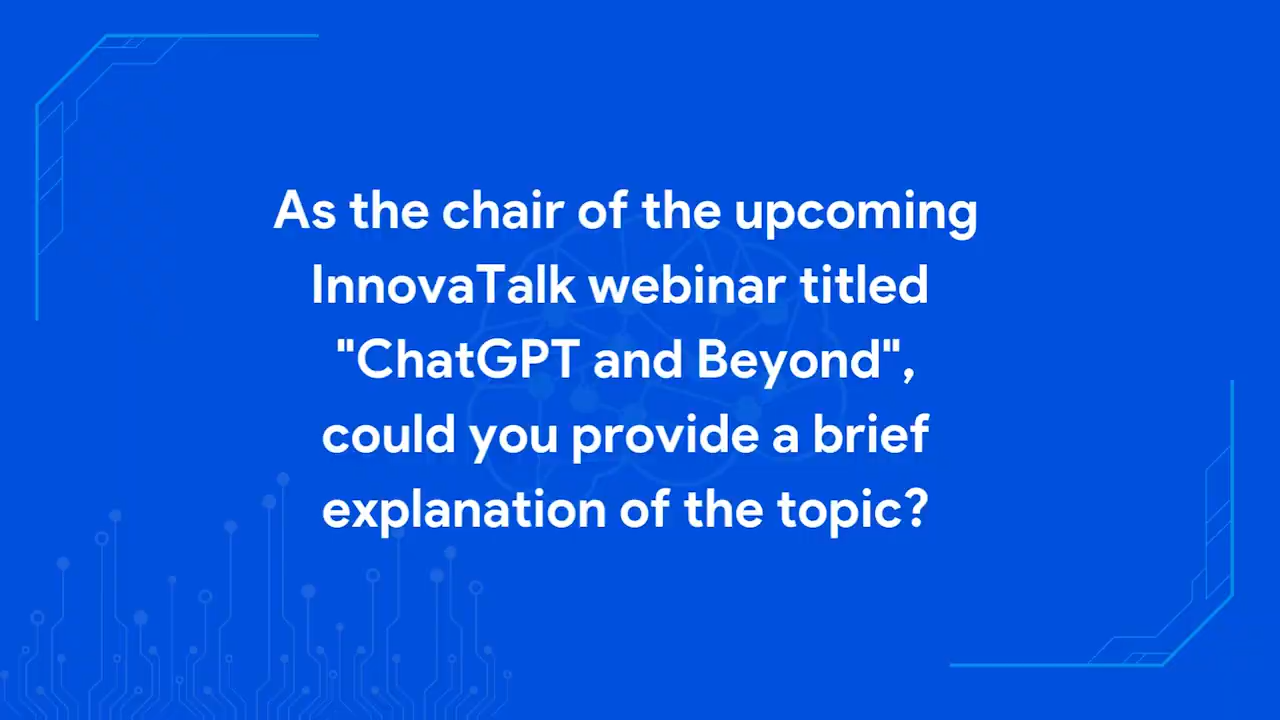 As the chair of the upcoming
InnovaTalk webinar titled
"ChatGPT and Beyond",
could you provide a brief
explanation of the topic?